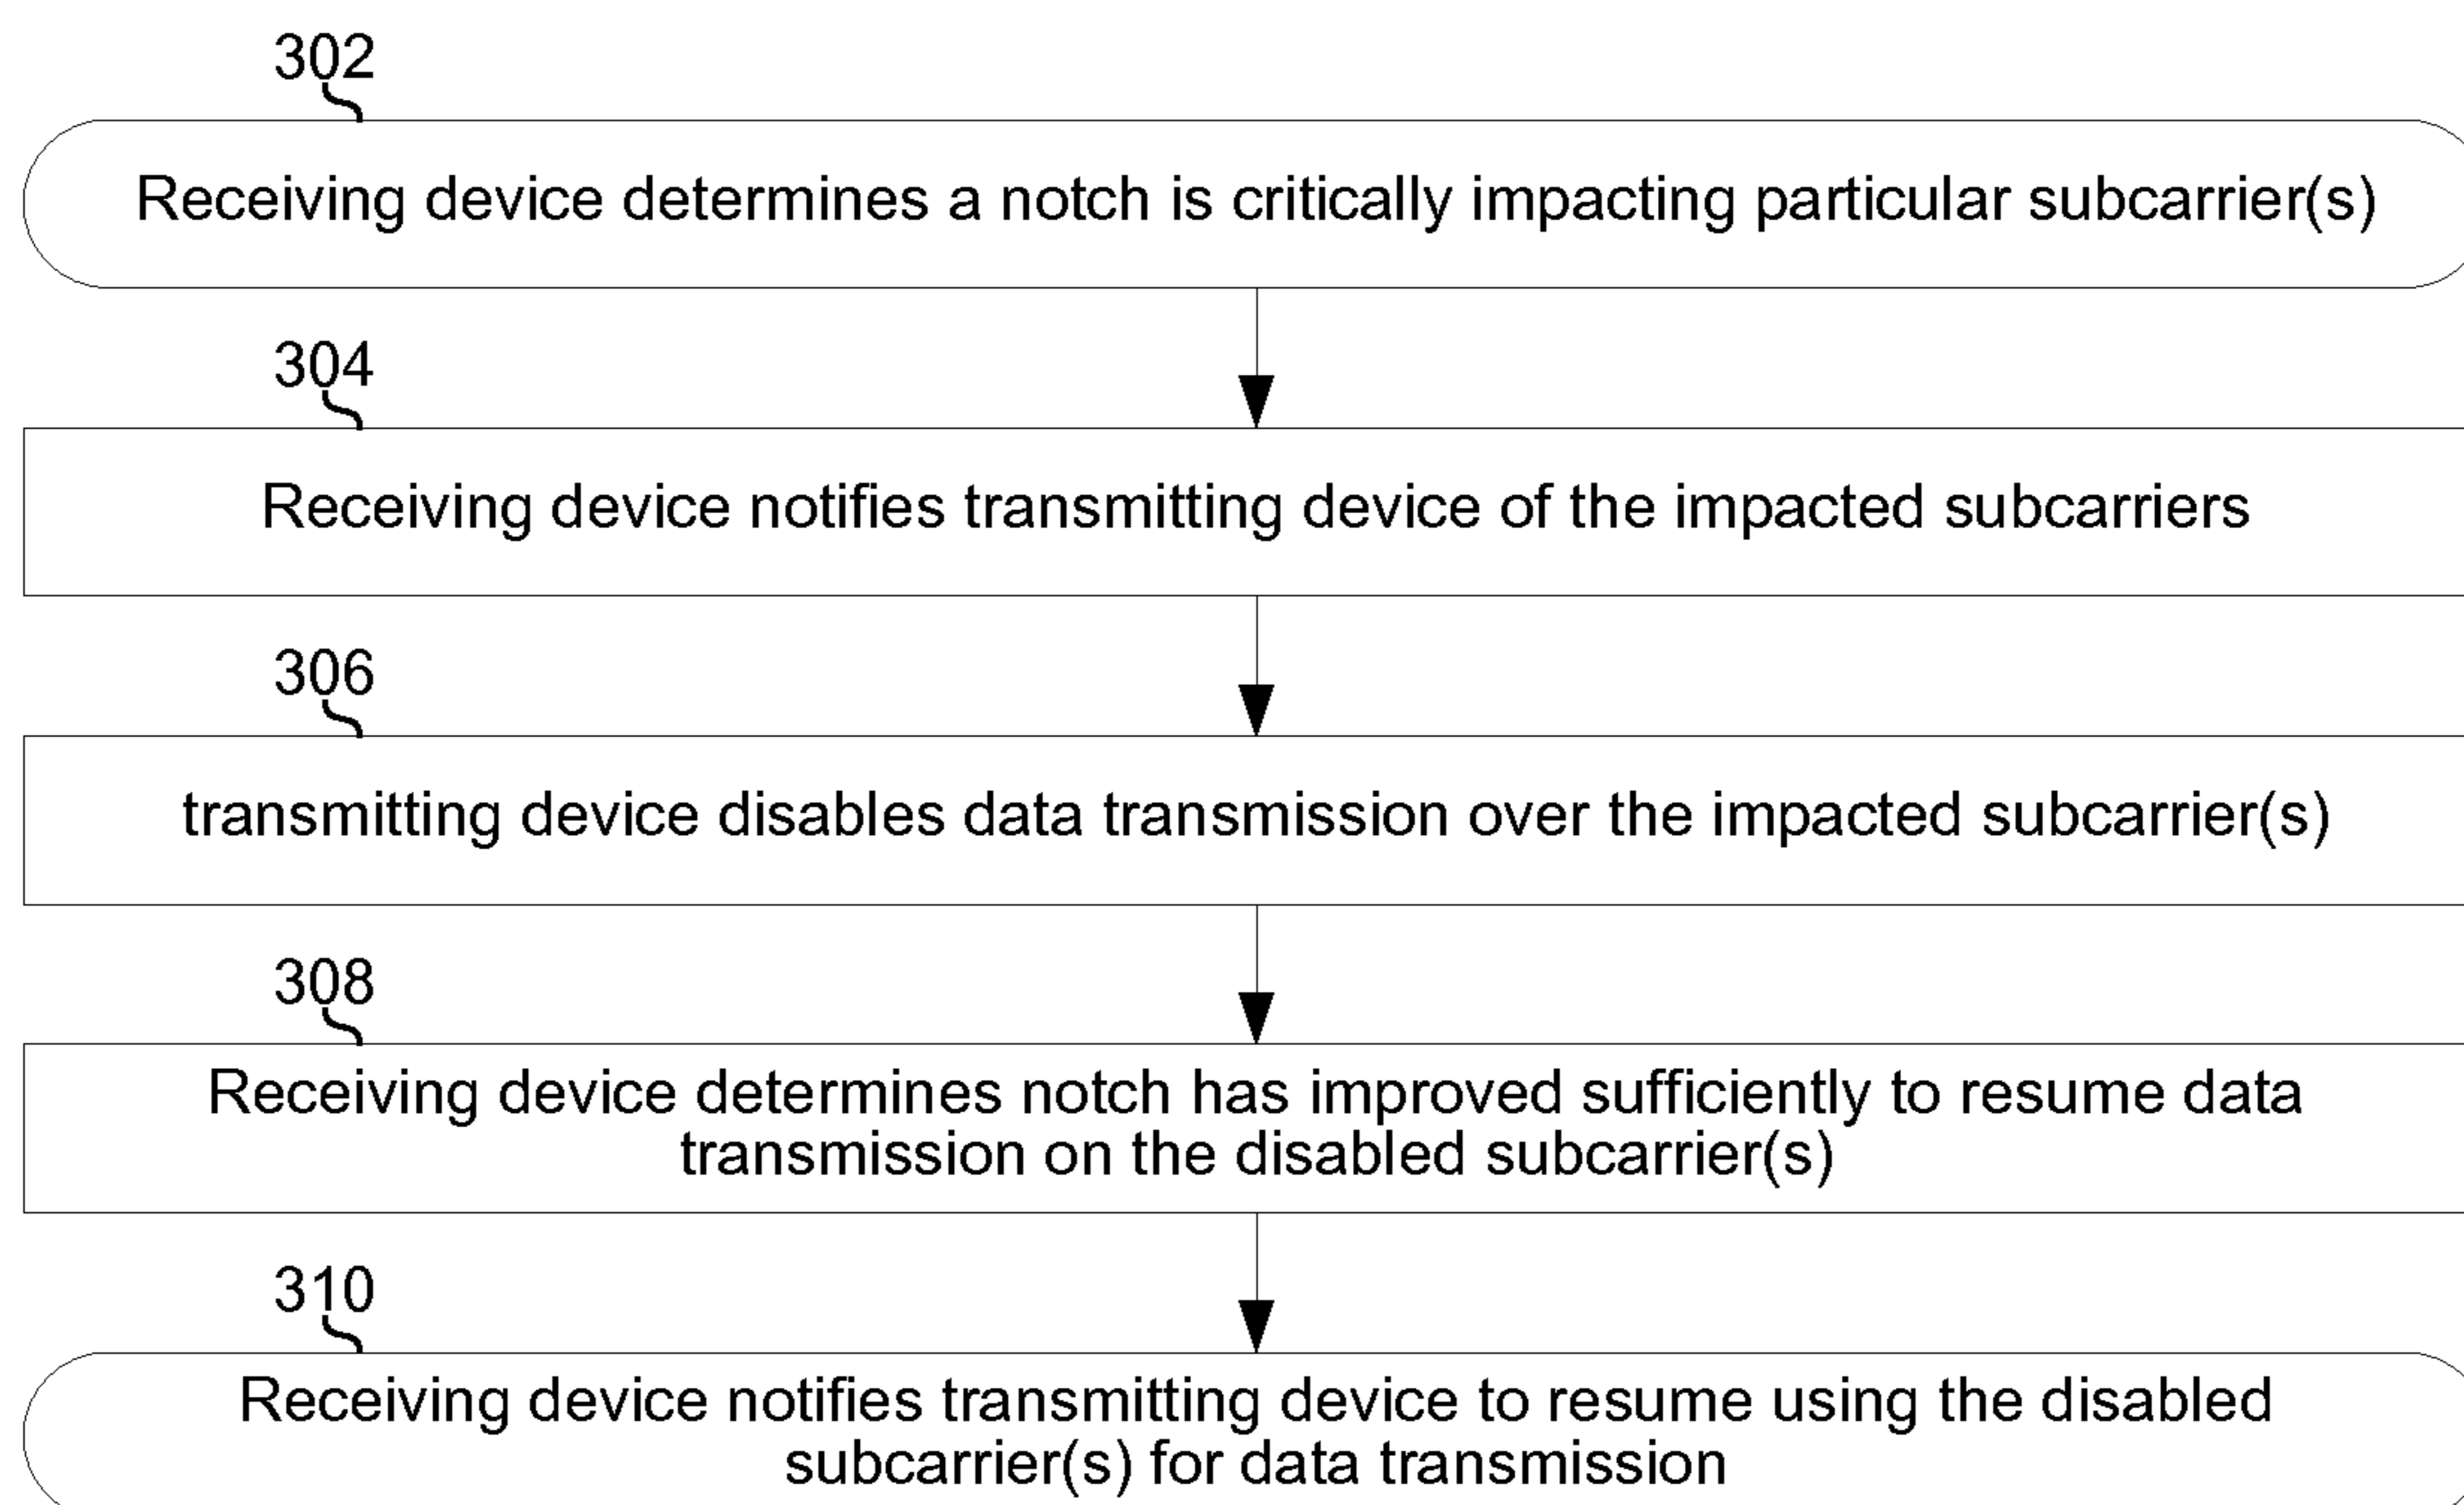 302
Receiving device determines a notch is critically impacting particular subcarrier(s)
304
Receiving device notifies transmitting device of the impacted subcarriers
306
transmitting device disables data transmission over the impacted subcarrier(s)
308
Receiving device determines notch has improved sufficiently to resume data
transmission on the disabled subcarrier(s)
310
Receiving device notifies transmitting device to resume using the disabled
subcarrier(s) for data transmission